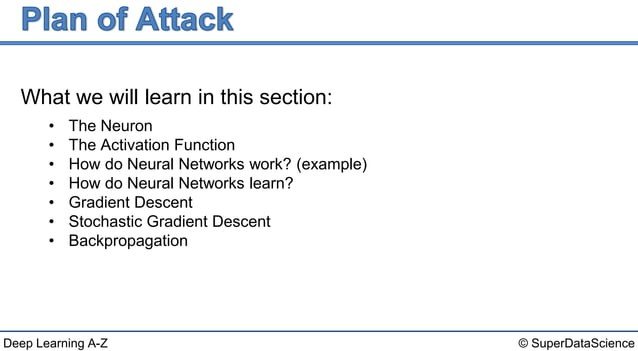 Plan of Attack
What we will learn in this section:
• The Neuron
• The Activation Function
• How do Neural Networks work? (example)
• How do Neural Networks learn?
• Gradient Descent
• Stochastic Gradient Descent
• Backpropagation
Deep Learning A-Z
© SuperDataScience